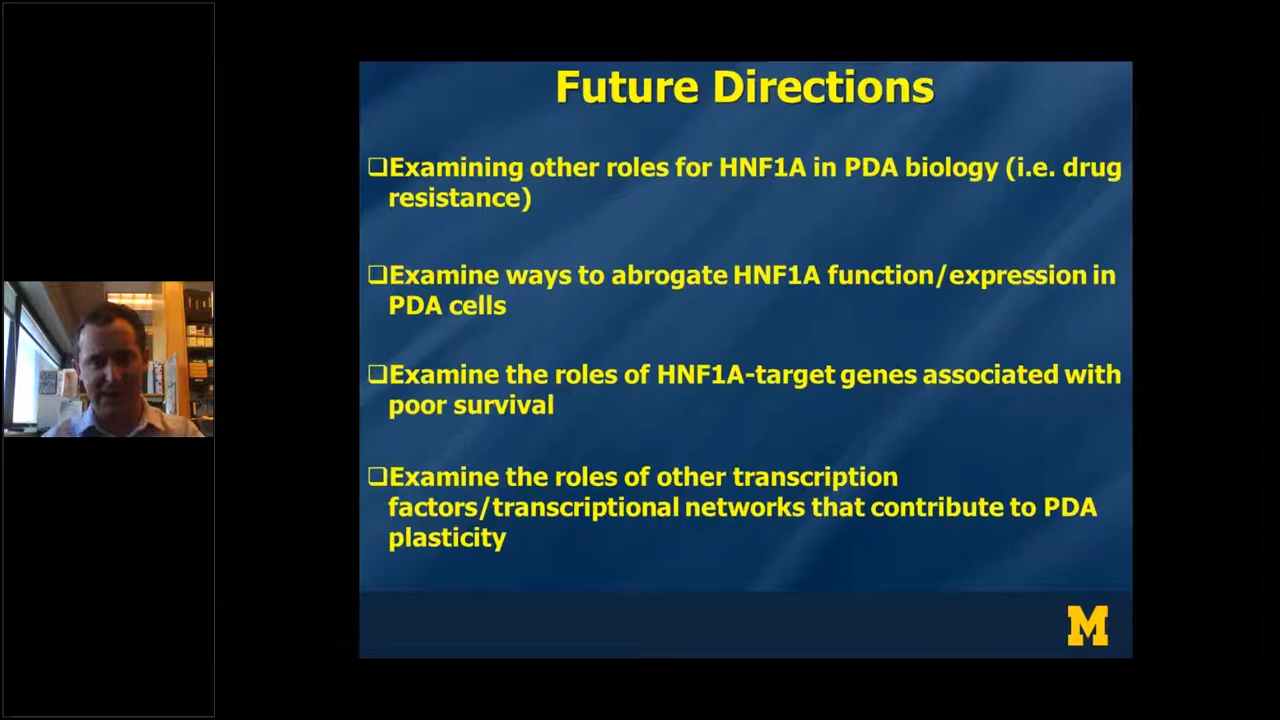 Future Directions
❑Examining other roles for HNF1A in PDA biology (i.e. drug
resistance)
❑Examine ways to abrogate HNF1A function/expression in
PDA cells
❑Examine the roles of HNF1A-target genes associated with
poor survival
❑Examine the roles of other transcription
factors/transcriptional networks that contribute to PDA
plasticity
M